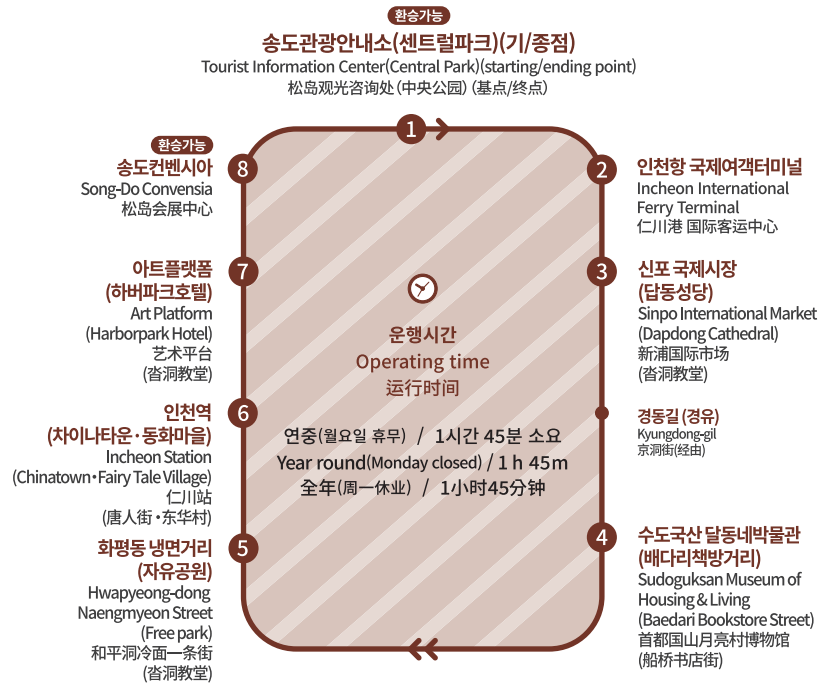 환승가능
송도관광안내소(센트럴파크)(기/종점)
Tourist Information Center(Central Park)(starting/ending point)
松岛观光咨询处(中央公园)(基点/终点)
1
환승가능
송도컨벤시아
Song-Do Convensia
松岛会展中心
8
2
인천항 국제여객터미널
Incheon International
Ferry Terminal
仁川港 国际客运中心
아트플랫폼
(하버파크호텔)
Art Platform
(Harborpark Hotel)
艺术平台
(沓洞教堂)
7
3
신포 국제시장
(답동성당)
Sinpo International Market
(Dapdong Cathedral)
新浦国际市场
(沓洞教堂)
운행시간
Operating time
运行时间
인천역
(차이나타운·동화마을)
Incheon Station
(Chinatown•Fairy Tale Village)
仁川站
(唐人街 •东华村)
6
경동길 (경유)
Kyungdong-gil
京洞街(经由)
연중(월요일 휴무) / 1시간 45분 소요
Year round(Monday closed) / 1 h 45m
全年(周一休业) / 1小时45分钟
화평동 냉면거리
(자유공원)
Hwapyeong-dong
Naengmyeon Street
(Free park)
和平洞冷面一条街
(沓洞教堂)
5
4
수도국산 달동네박물관
(배다리책방거리)
Sudoguksan Museum of
Housing & Living
(Baedari Bookstore Street)
首都国山月亮村博物馆
(船桥书店街)